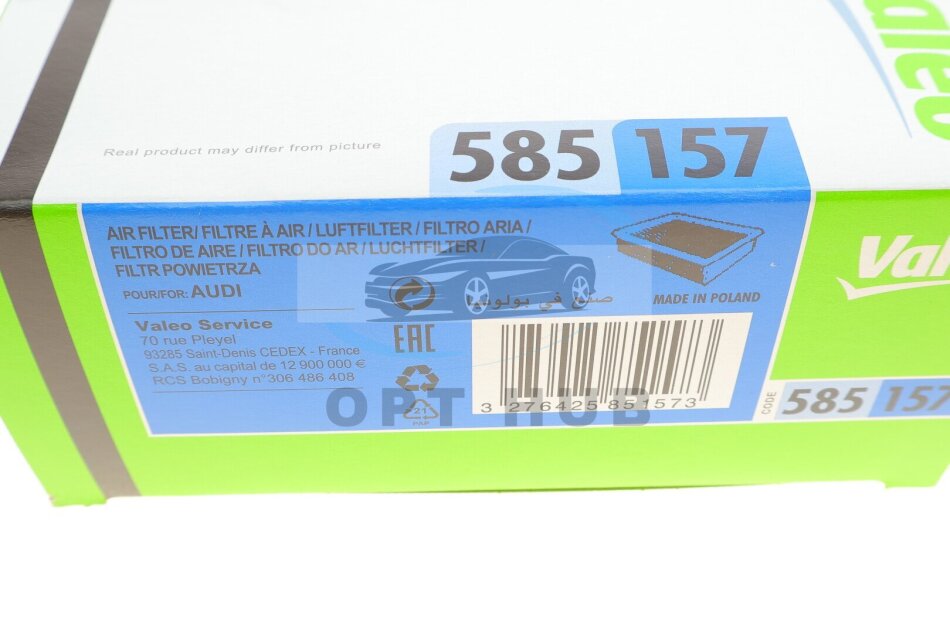 Valeo
Real product may differ from picture
585 157
AIR FILTER/ FILTRE À AIR / LUFTFILTER / FILTRO ARIA /
FILTRO DE AIRE / FILTRO DO AR / LUCHTFILTER /
FILTR POWIETRZA
POUR/FOR: AUDI
صنع في بولونيا
MADE IN POLAND
Valeo Service
70 rue Pleyel
93285 Saint-Denis CEDEX - France
S.A.S. au capital de 12 900 000 €
RCS Bobigny n°306 486 408
EAC
21
PAP
3 276425 851573
OPT HUB
Val
CODE 585 157